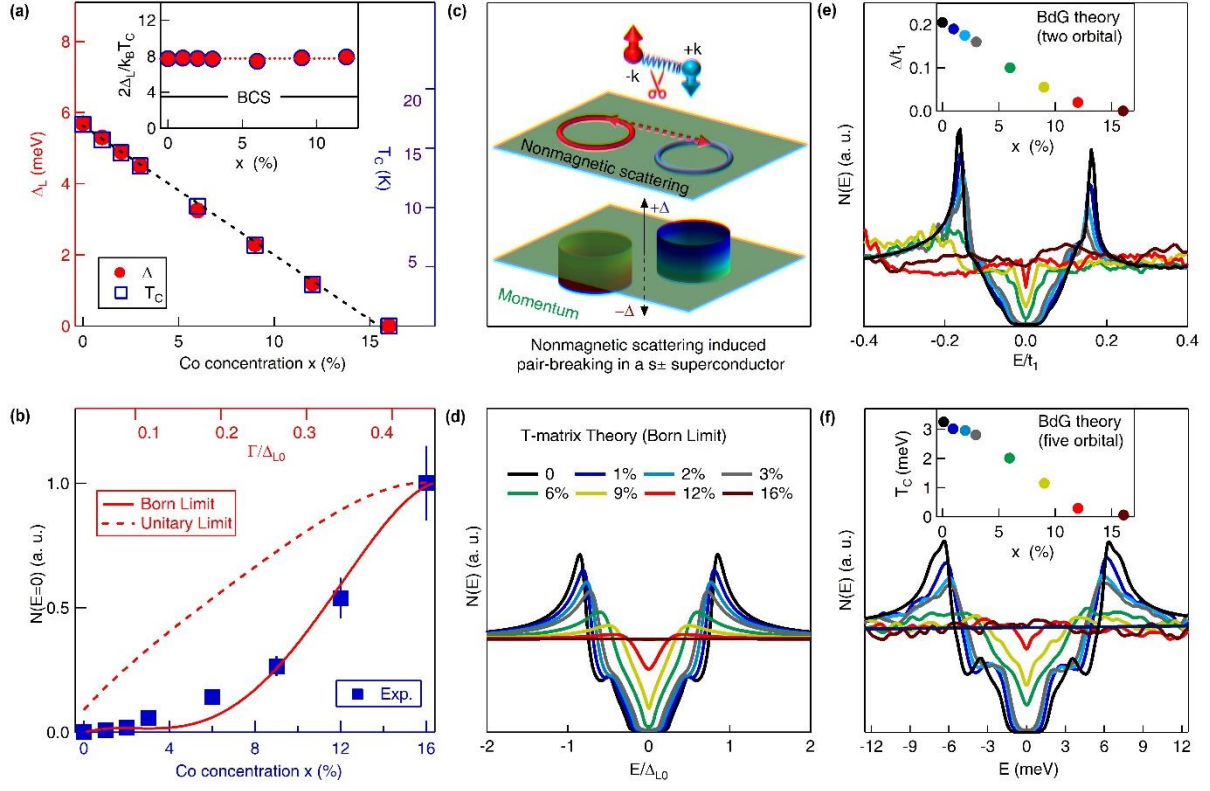 (a)
12
8
4
0
2Δ_L/k_BT_C
BCS
0
5
10
x (%)
8
6
4
2
0
Δ_L (meV)
20
15
10
5
T_C (K)
Δ
T_C
0
5
10
15
Co concentration x (%)
(b)
0.1
0.2
0.3
0.4
Γ/Δ_L0
1.0
0.5
0.0
N(E=0) (a. u.)
Born Limit
Unitary Limit
Exp.
0
4
8
12
16
Co concentration x (%)
(c)
+k
-k
Nonmagnetic scattering
+Δ
Momentum
−Δ
Nonmagnetic scattering induced
pair-breaking in a s± superconductor
(d)
T-matrix Theory (Born Limit)
0
1%
2%
3%
6%
9%
12%
16%
N(E) (a. u.)
-2
-1
0
1
2
E/Δ_L0
(e)
BdG theory
(two orbital)
0.2
0.1
0.0
Δ/t₁
0
5
10
15
x (%)
N(E) (a. u.)
-0.4
-0.2
0.0
0.2
0.4
E/t₁
(f)
BdG theory
(five orbital)
3
2
1
0
T_C (meV)
0
5
10
15
x (%)
N(E) (a. u.)
-12
-9
-6
-3
0
3
6
9
12
E (meV)